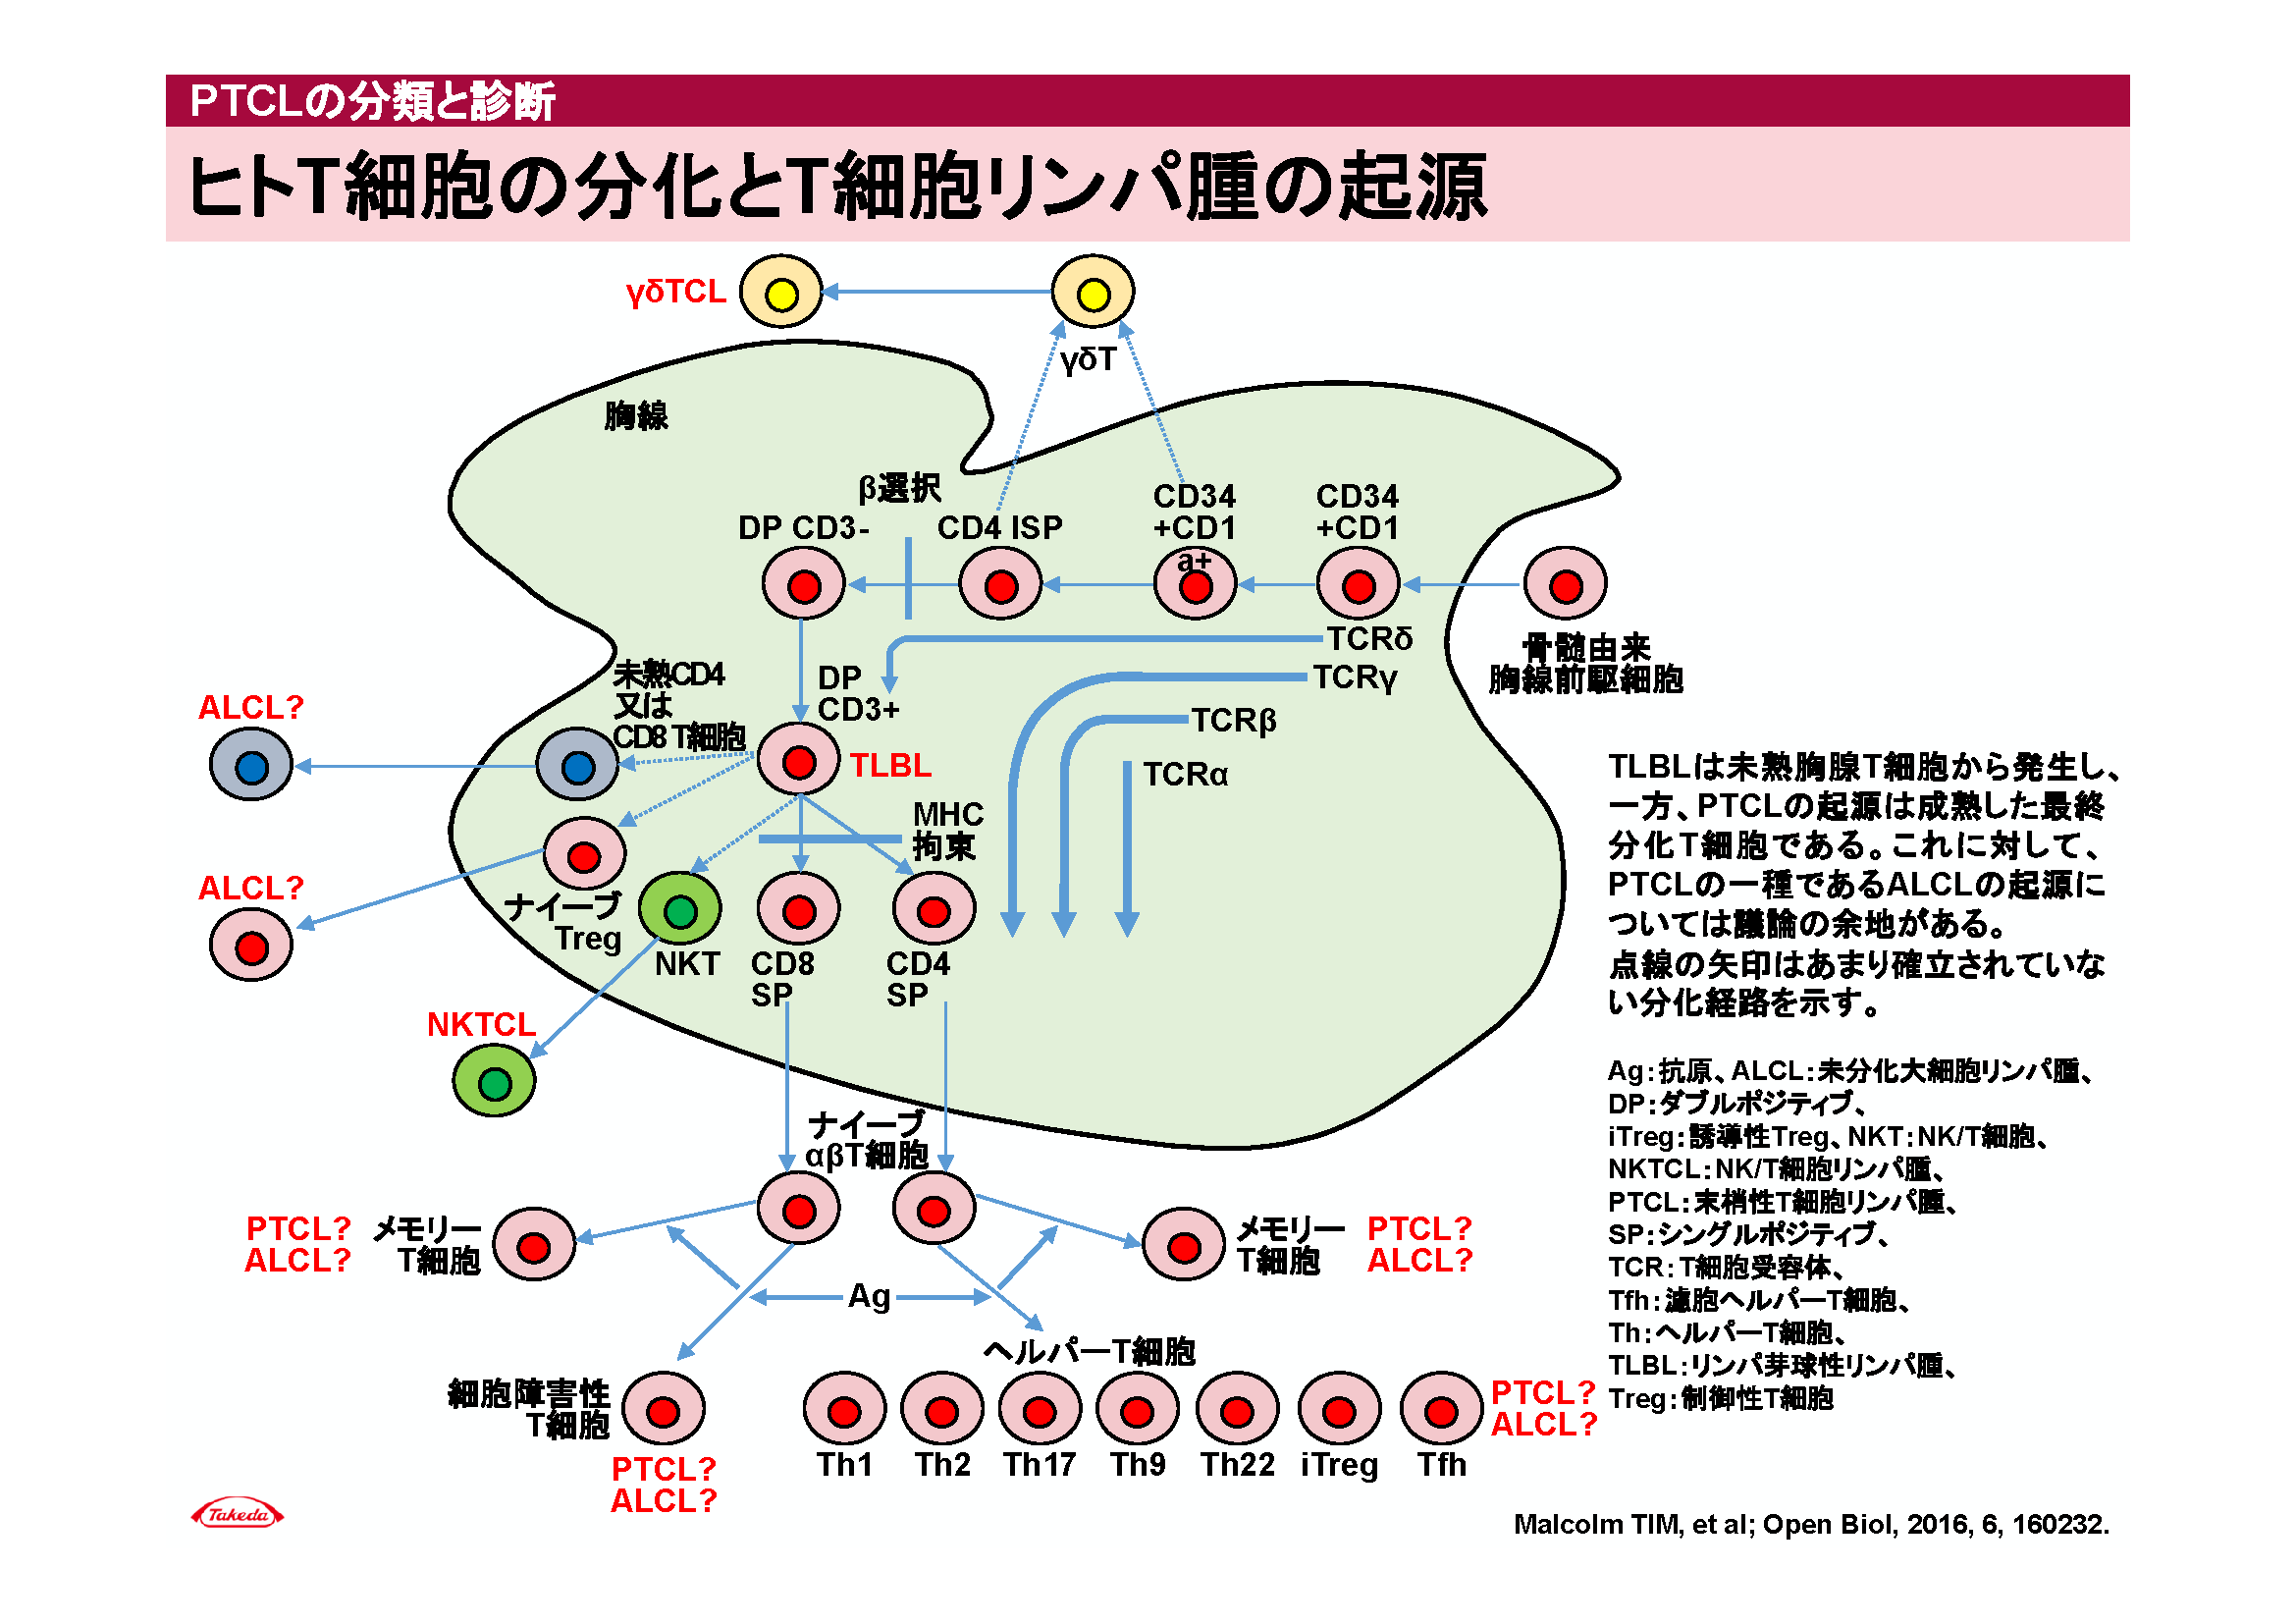 PTCLの分類と診断
ヒトT細胞の分化とT細胞リンパ腫の起源
γδTCL
γδT
胸線
β選択
DP CD3-
CD4 ISP
CD34
+CD1
a+
CD34
+CD1
骨髄由来
胸線前駆細胞
TCRδ
TCRγ
TCRβ
TCRα
DP
CD3+
TLBL
未熟CD4
又は
CD8 T細胞
ALCL?
ALCL?
MHC
拘束
ナイーブ
Treg
NKT
CD8
SP
CD4
SP
NKTCL
ナイーブ
αβT細胞
PTCL?
ALCL?
メモリー
T細胞
メモリー
T細胞
PTCL?
ALCL?
Ag
ヘルパーT細胞
細胞障害性
T細胞
PTCL?
ALCL?
Th1
Th2
Th17
Th9
Th22
iTreg
Tfh
PTCL?
ALCL?
TLBLは未熟胸腺T細胞から発生し、
一方、PTCLの起源は成熟した最終
分化T細胞である。これに対して、
PTCLの一種であるALCLの起源に
ついては議論の余地がある。
点線の矢印はあまり確立されていな
い分化経路を示す。
Ag：抗原、ALCL：未分化大細胞リンパ腫、
DP：ダブルポジティブ、
iTreg：誘導性Treg、NKT：NK/T細胞、
NKTCL：NK/T細胞リンパ腫、
PTCL：末梢性T細胞リンパ腫、
SP：シングルポジティブ、
TCR：T細胞受容体、
Tfh：濾胞ヘルパーT細胞、
Th：ヘルパーT細胞、
TLBL：リンパ芽球性リンパ腫、
Treg：制御性T細胞
Takeda
Malcolm TIM, et al; Open Biol, 2016, 6, 160232.